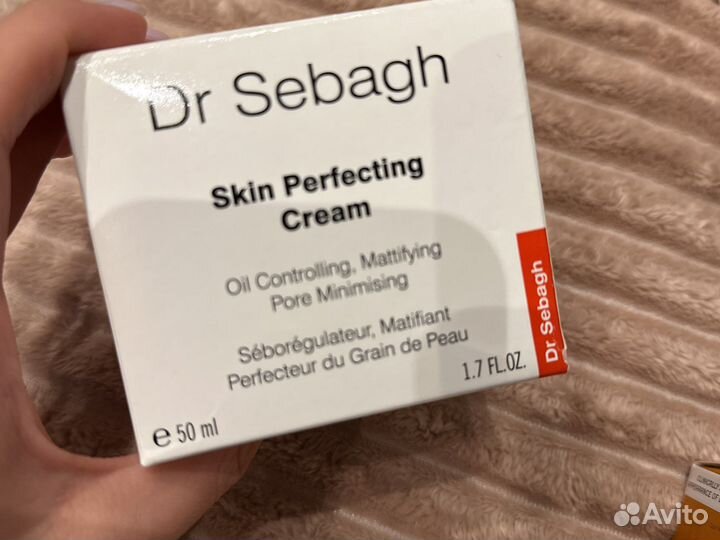 Dr Sebagh
Skin Perfecting
Cream
Oil Controlling, Mattifying
Pore Minimising
Séborégulateur, Matifiant
Perfecteur du Grain de Peau
e 50 ml
1.7 FL.OZ.
Dr Sebagh
CLINICALLY
Avito